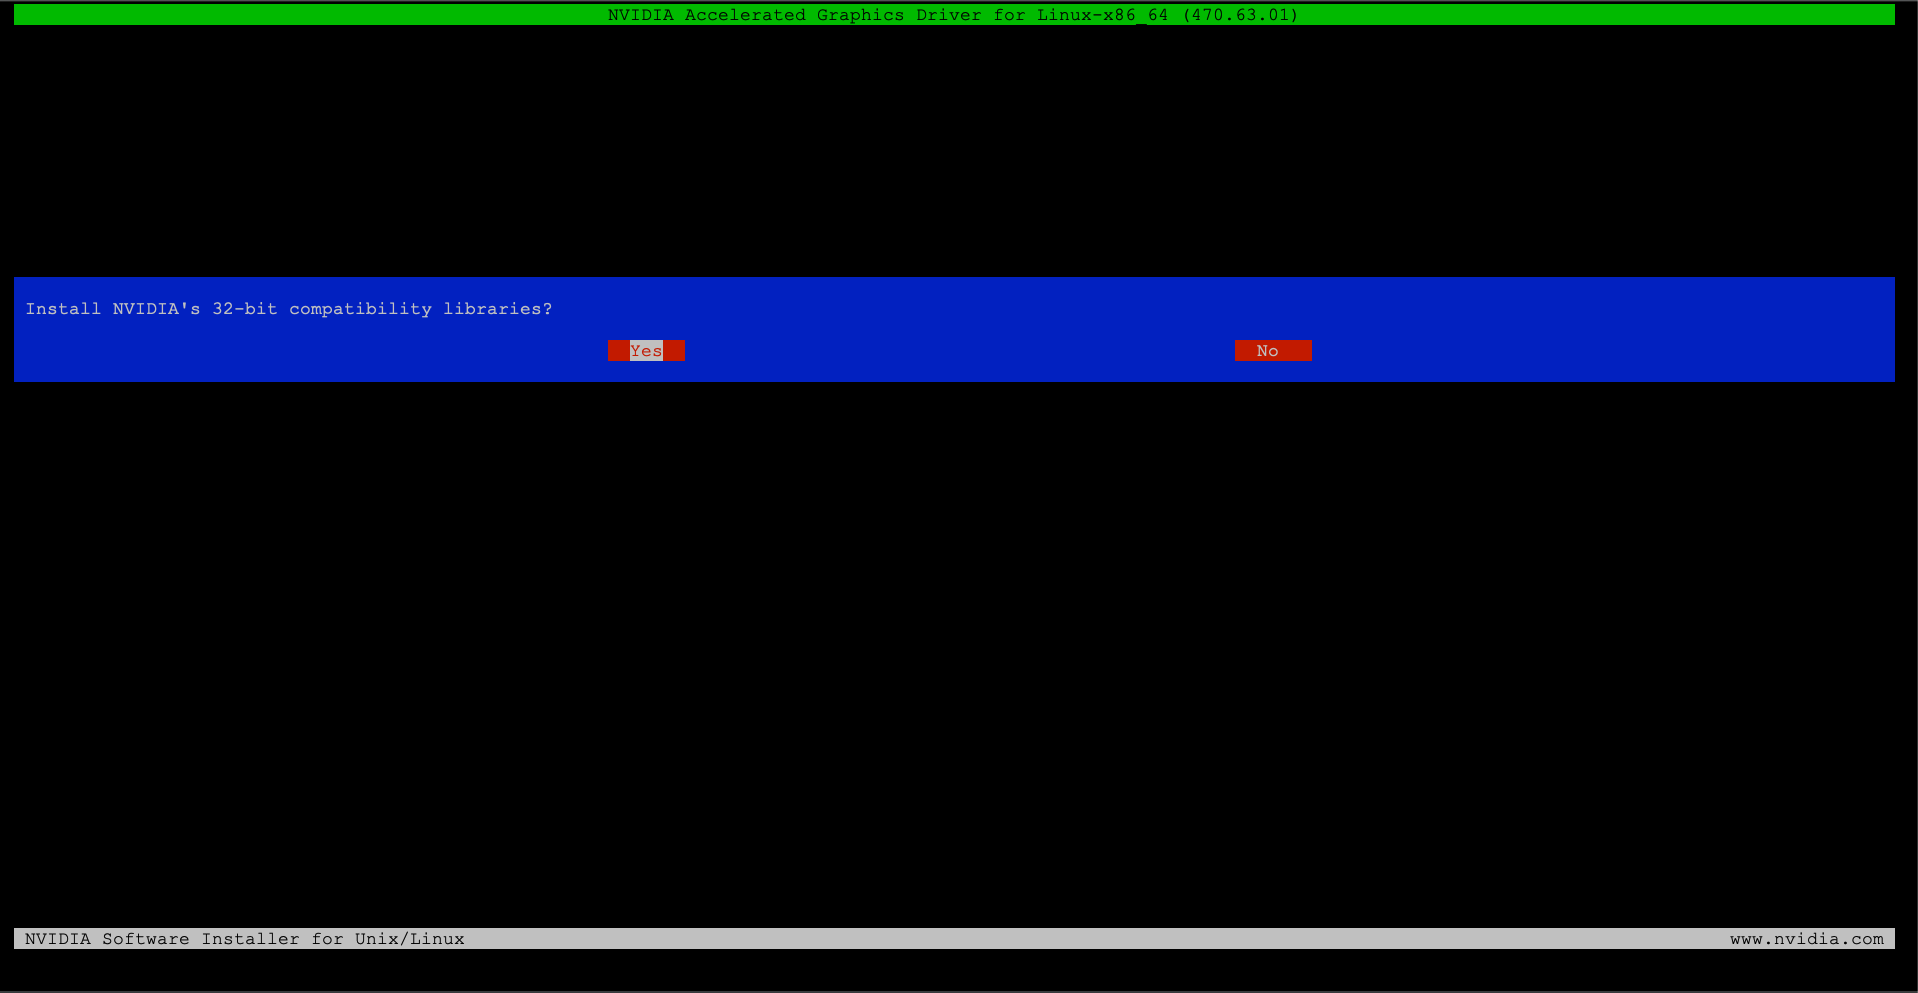 NVIDIA Accelerated Graphics Driver for Linux-x86_64 (470.63.01)
Install NVIDIA's 32-bit compatibility libraries?
Yes No
NVIDIA Software Installer for Unix/Linux www.nvidia.com